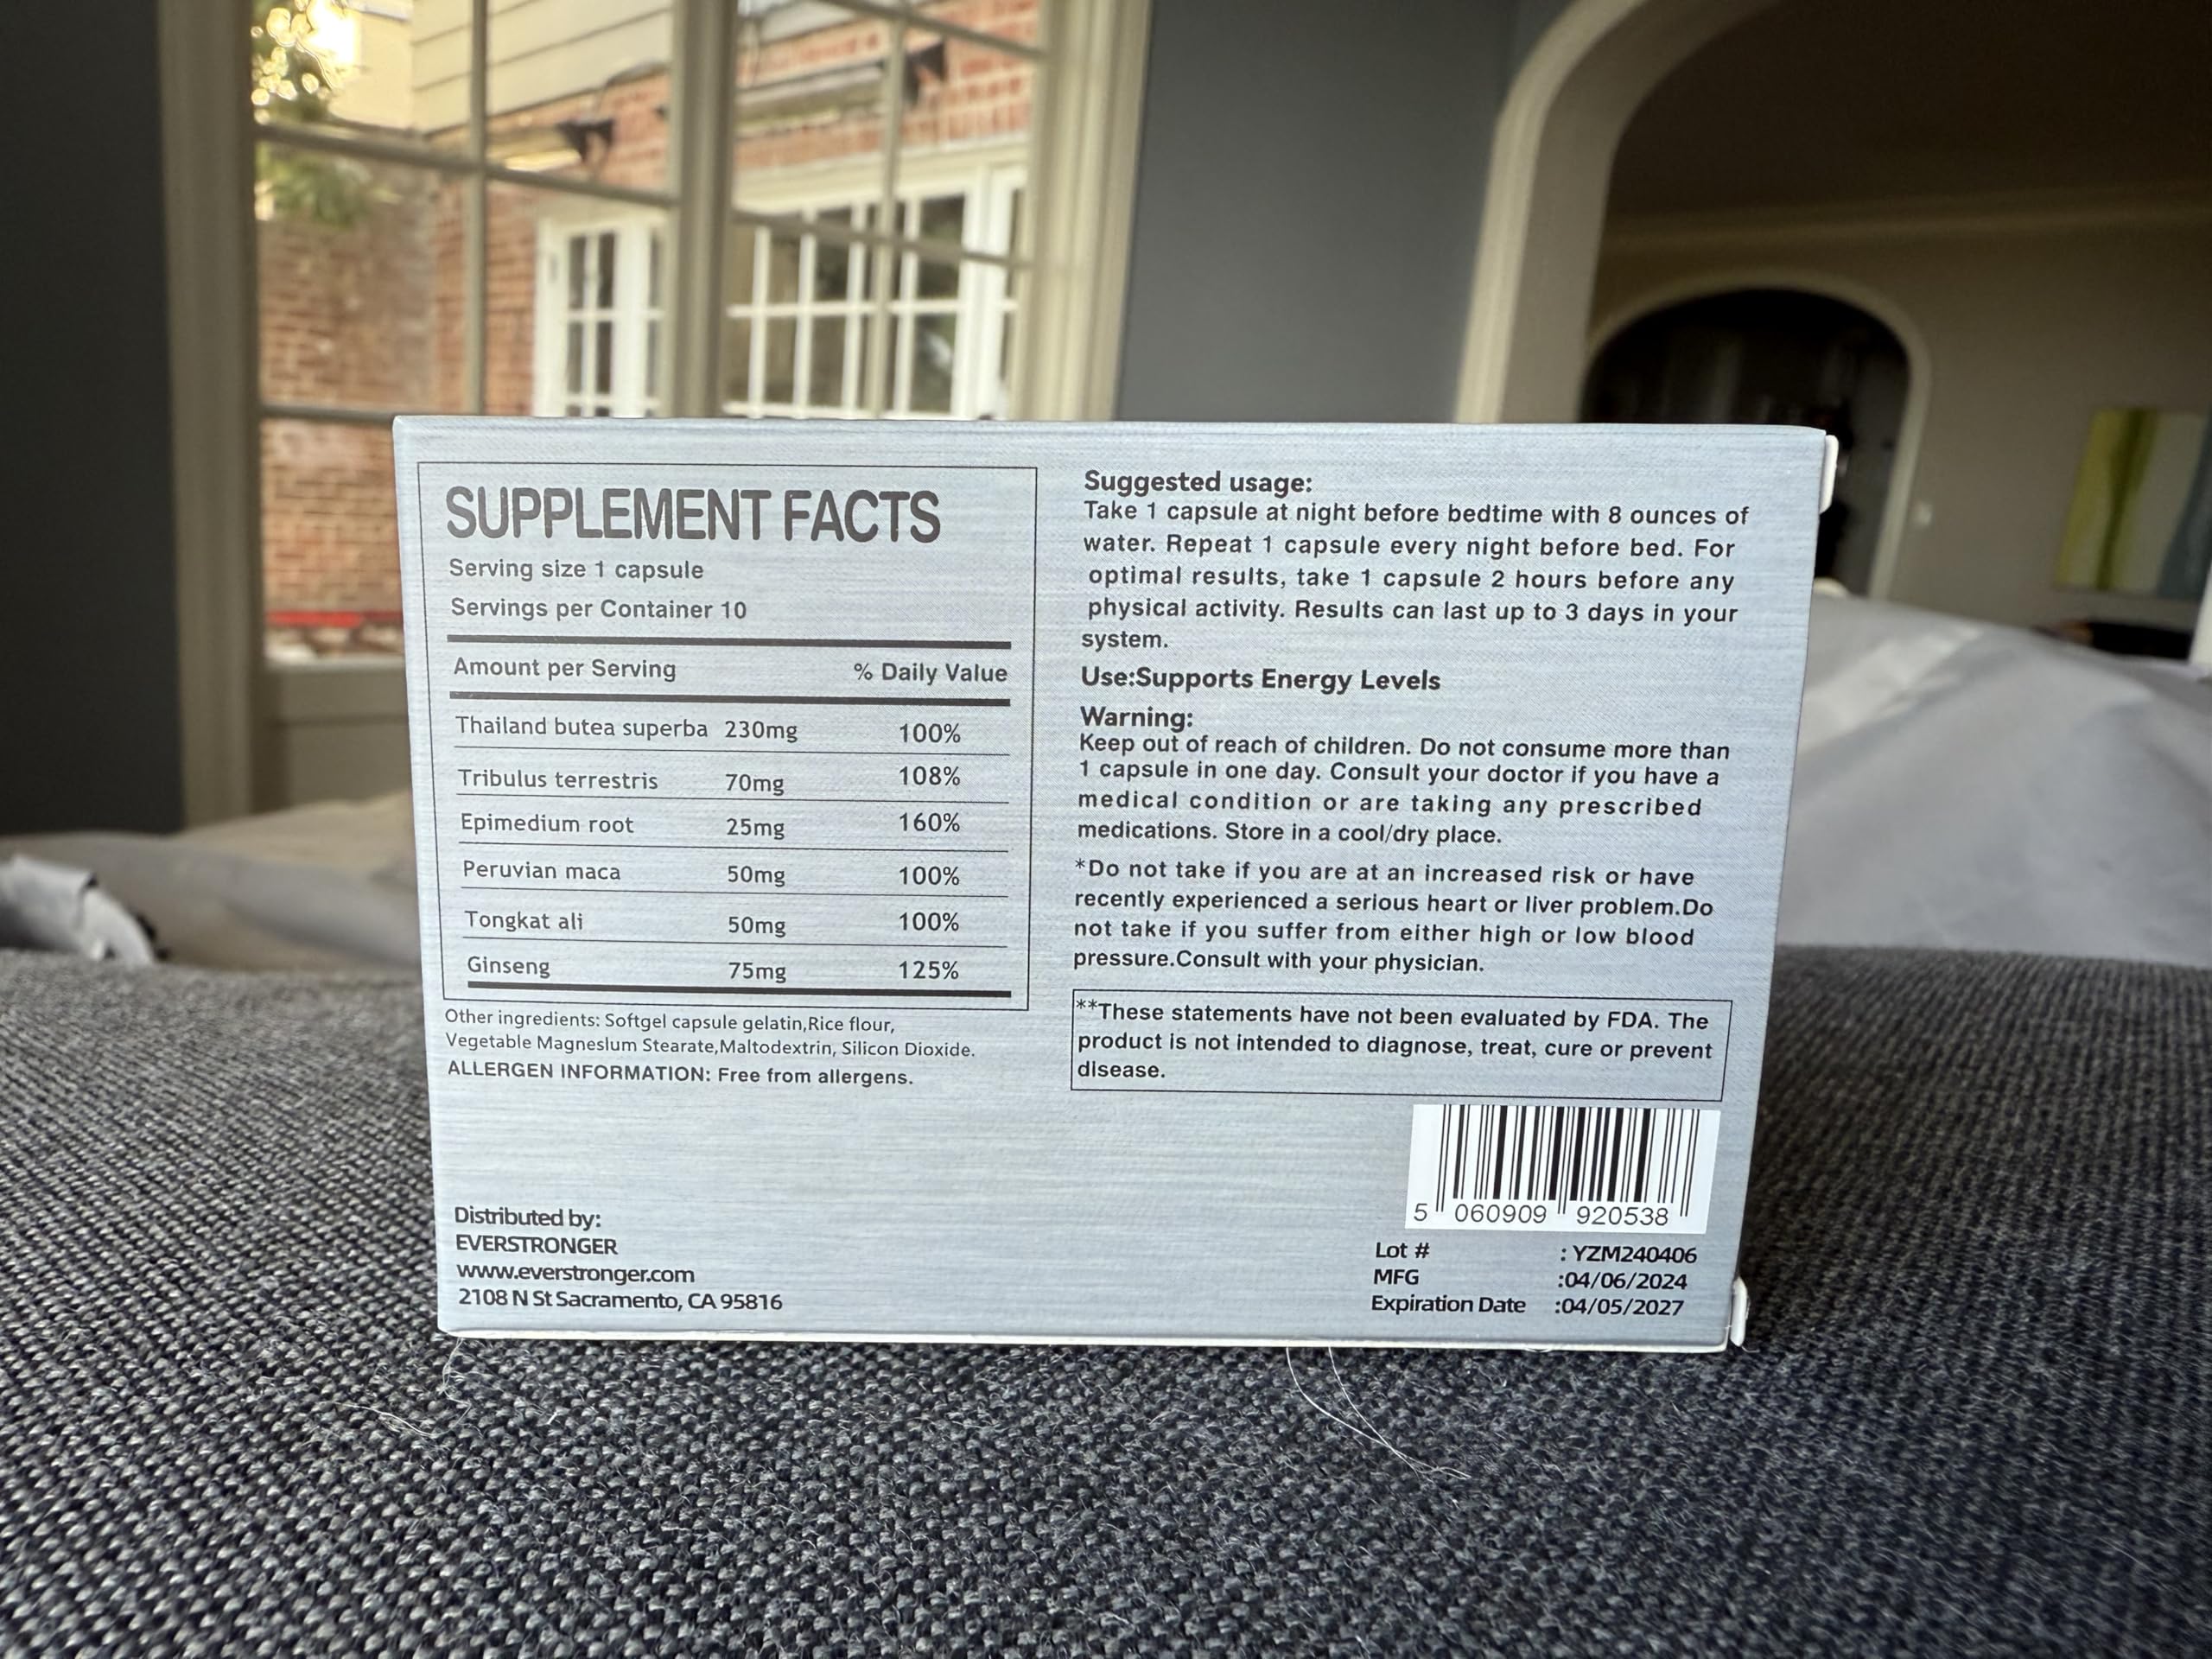 SUPPLEMENT FACTS
Serving size 1 capsule
Servings per Container 10
Amount per Serving % Daily Value
Thailand butea superba 230mg 100%
Tribulus terrestris 70mg 108%
Epimedium root 25mg 160%
Peruvian maca 50mg 100%
Tongkat ali 50mg 100%
Ginseng 75mg 125%
Other ingredients: Softgel capsule gelatin,Rice flour,
Vegetable Magneslum Stearate,Maltodextrin, Silicon Dioxide.
ALLERGEN INFORMATION: Free from allergens.
Distributed by:
EVERSTRONGER
www.everstronger.com
2108 N St Sacramento, CA 95816
Suggested usage:
Take 1 capsule at night before bedtime with 8 ounces of
water. Repeat 1 capsule every night before bed. For
optimal results, take 1 capsule 2 hours before any
physical activity. Results can last up to 3 days in your
system.
Use:Supports Energy Levels
Warning:
Keep out of reach of children. Do not consume more than
1 capsule in one day. Consult your doctor if you have a
medical condition or are taking any prescribed
medications. Store in a cool/dry place.
*Do not take if you are at an increased risk or have
recently experienced a serious heart or liver problem.Do
not take if you suffer from either high or low blood
pressure.Consult with your physician.
**These statements have not been evaluated by FDA. The
product is not intended to diagnose, treat, cure or prevent
disease.
5 060909 920538
Lot # : YZM240406
MFG :04/06/2024
Expiration Date :04/05/2027